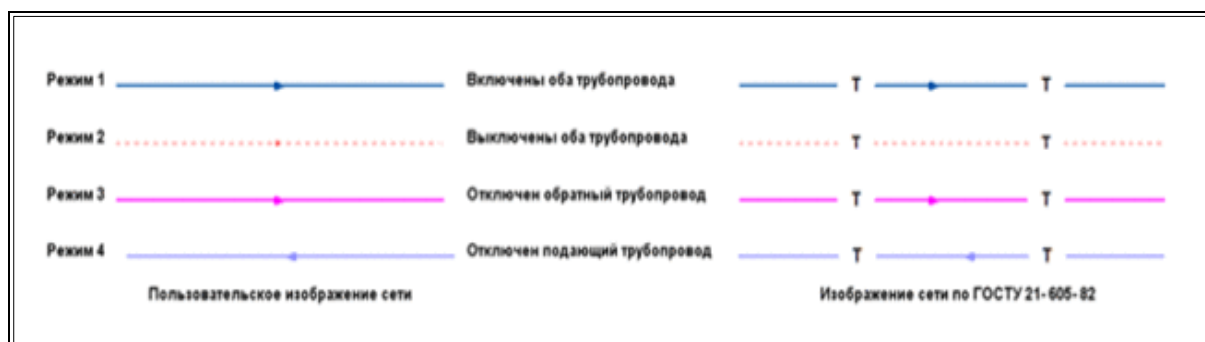 Режим 1 Включены оба трубопровода Т Т
Режим 2 Выключены оба трубопровода Т Т
Режим 3 Отключен обратный трубопровод Т Т
Режим 4 Отключен подающий трубопровод Т Т
Пользовательское изображение сети Изображение сети по ГОСТУ 21-605-82